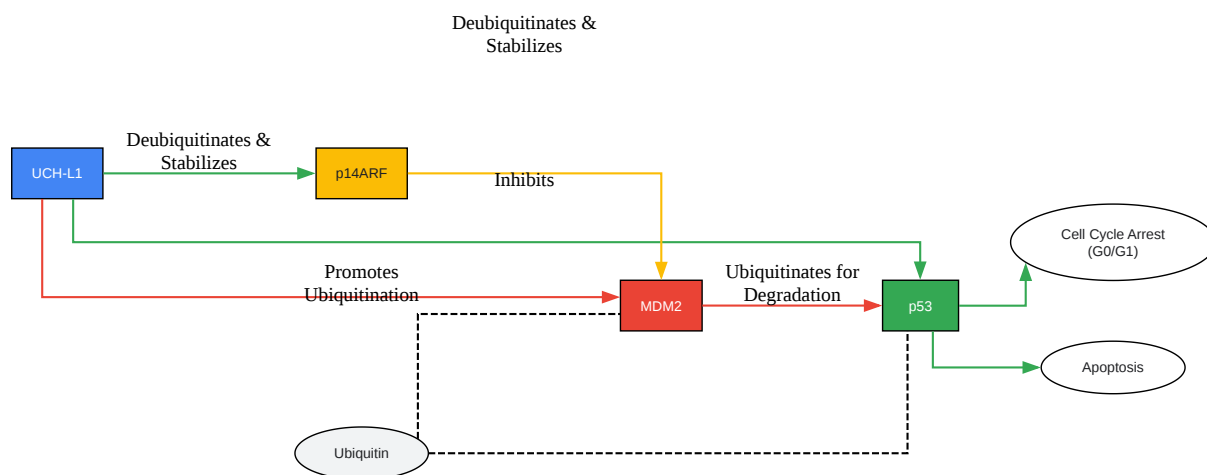 Deubiquitinates &
Stabilizes
Deubiquitinates &
Stabilizes
UCH-L1
p14ARF
Inhibits
Cell Cycle Arrest
(G0/G1)
Promotes
Ubiquitination
MDM2
Ubiquitinates for
Degradation
p53
Apoptosis
Ubiquitin